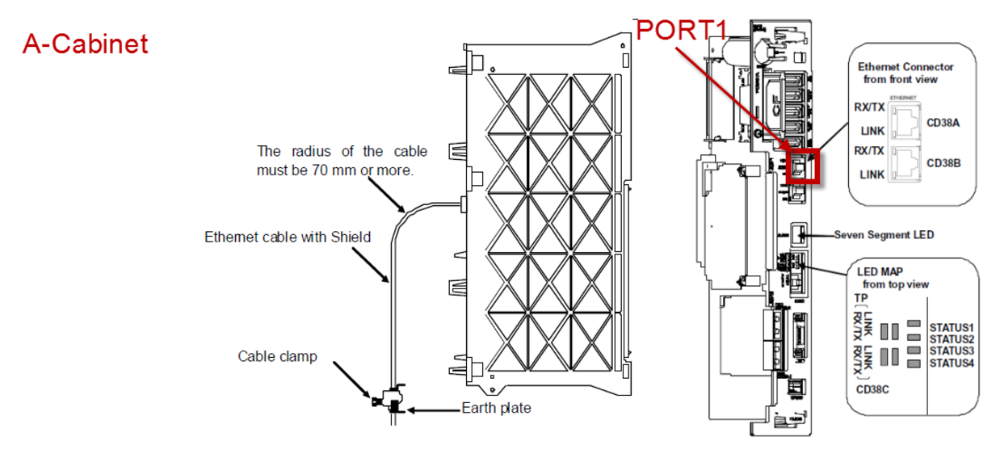 A-Cabinet
PORT1
The radius of the cable
must be 70 mm or more.
Ethernet cable with Shield
Cable clamp
Earth plate
Ethernet Connector
from front view
ETHERNET
RX/TX
LINK
CD38A
RX/TX
LINK
CD38B
Seven Segment LED
LED MAP
from top view
TP
LINK
RX/TX
LINK
RX/TX
STATUS1
STATUS2
STATUS3
STATUS4
CD38C